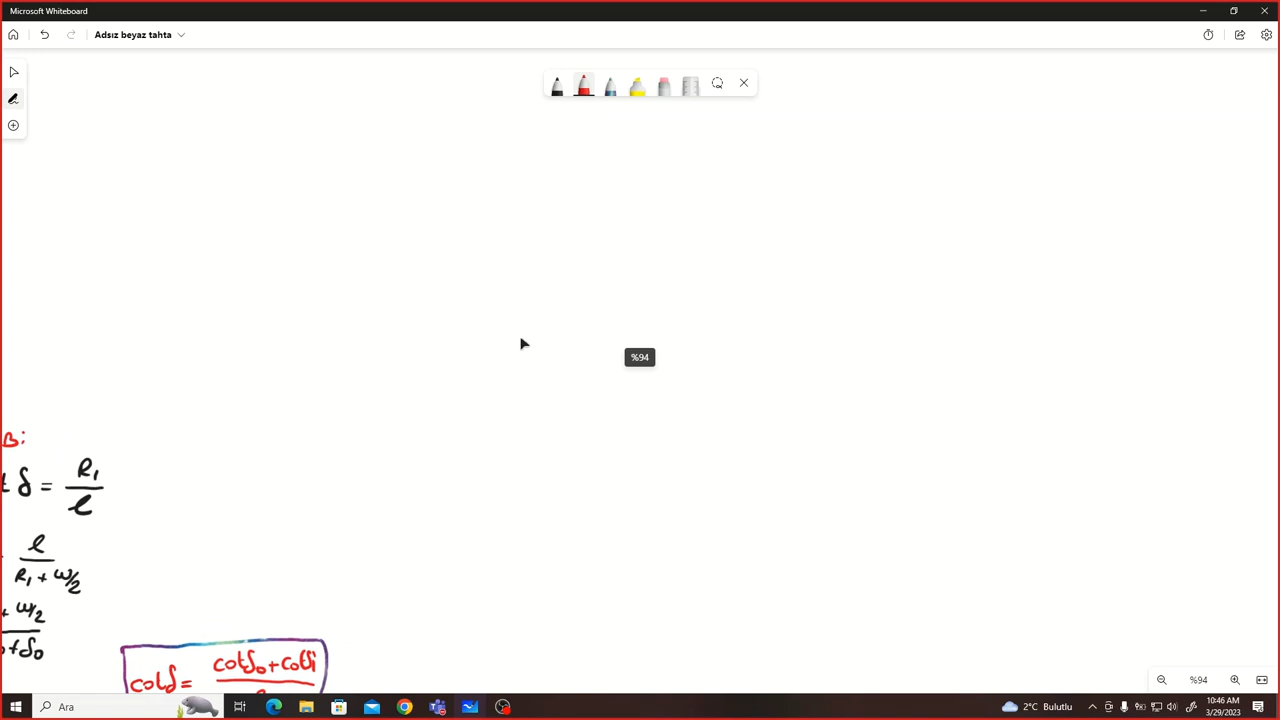 Microsoft Whiteboard
Adsız beyaz tahta
%94
B:
δ = R₁ / l
l / R₁ + w/2
+ w/2
cotδ₀
cotδ = cotδ₀ + cotδᵢ
%94
Ara
2°C Bulutlu
10:46 AM
3/29/2023